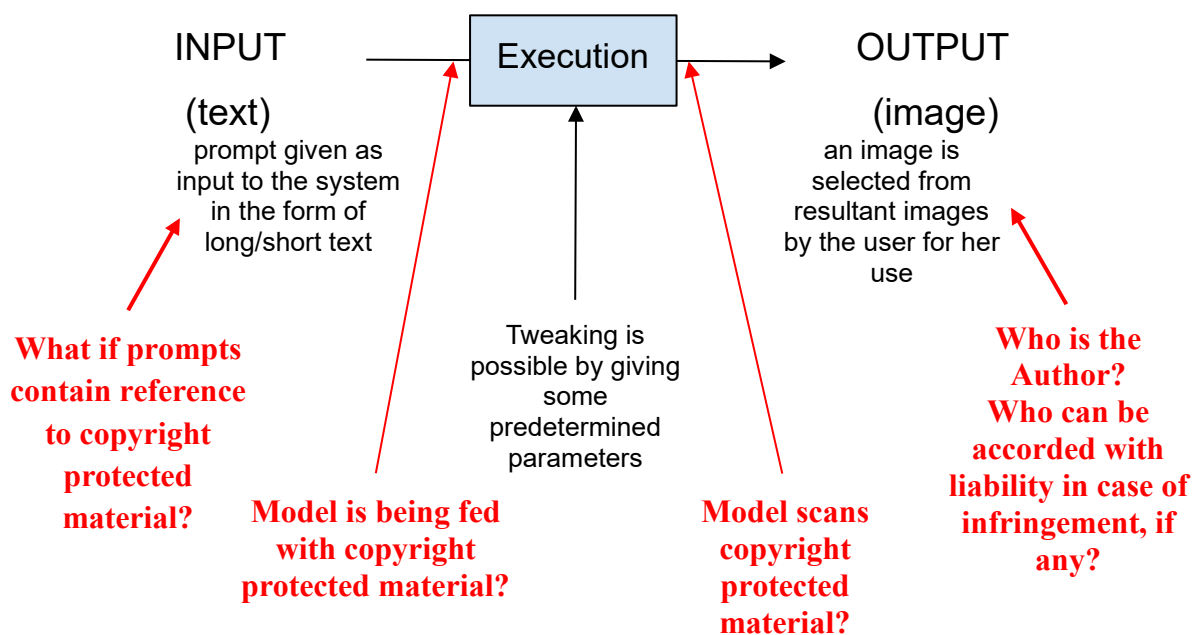 INPUT
(text)
prompt given as
input to the system
in the form of
long/short text
Execution
OUTPUT
(image)
an image is
selected from
resultant images
by the user for her
use
Tweaking is
possible by giving
some
predetermined
parameters
What if prompts
contain reference
to copyright
protected
material?
Model is being fed
with copyright
protected material?
Model scans
copyright
protected
material?
Who is the
Author?
Who can be
accorded with
liability in case of
infringement, if
any?